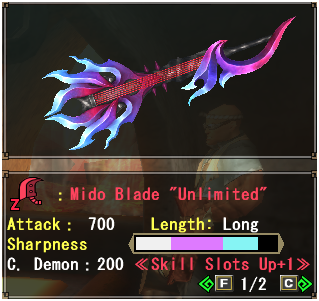 Z : Mido Blade "Unlimited"
Attack : 700 Length: Long
Sharpness
C. Demon : 200 ≪Skill Slots Up+1≫
F 1/2 C